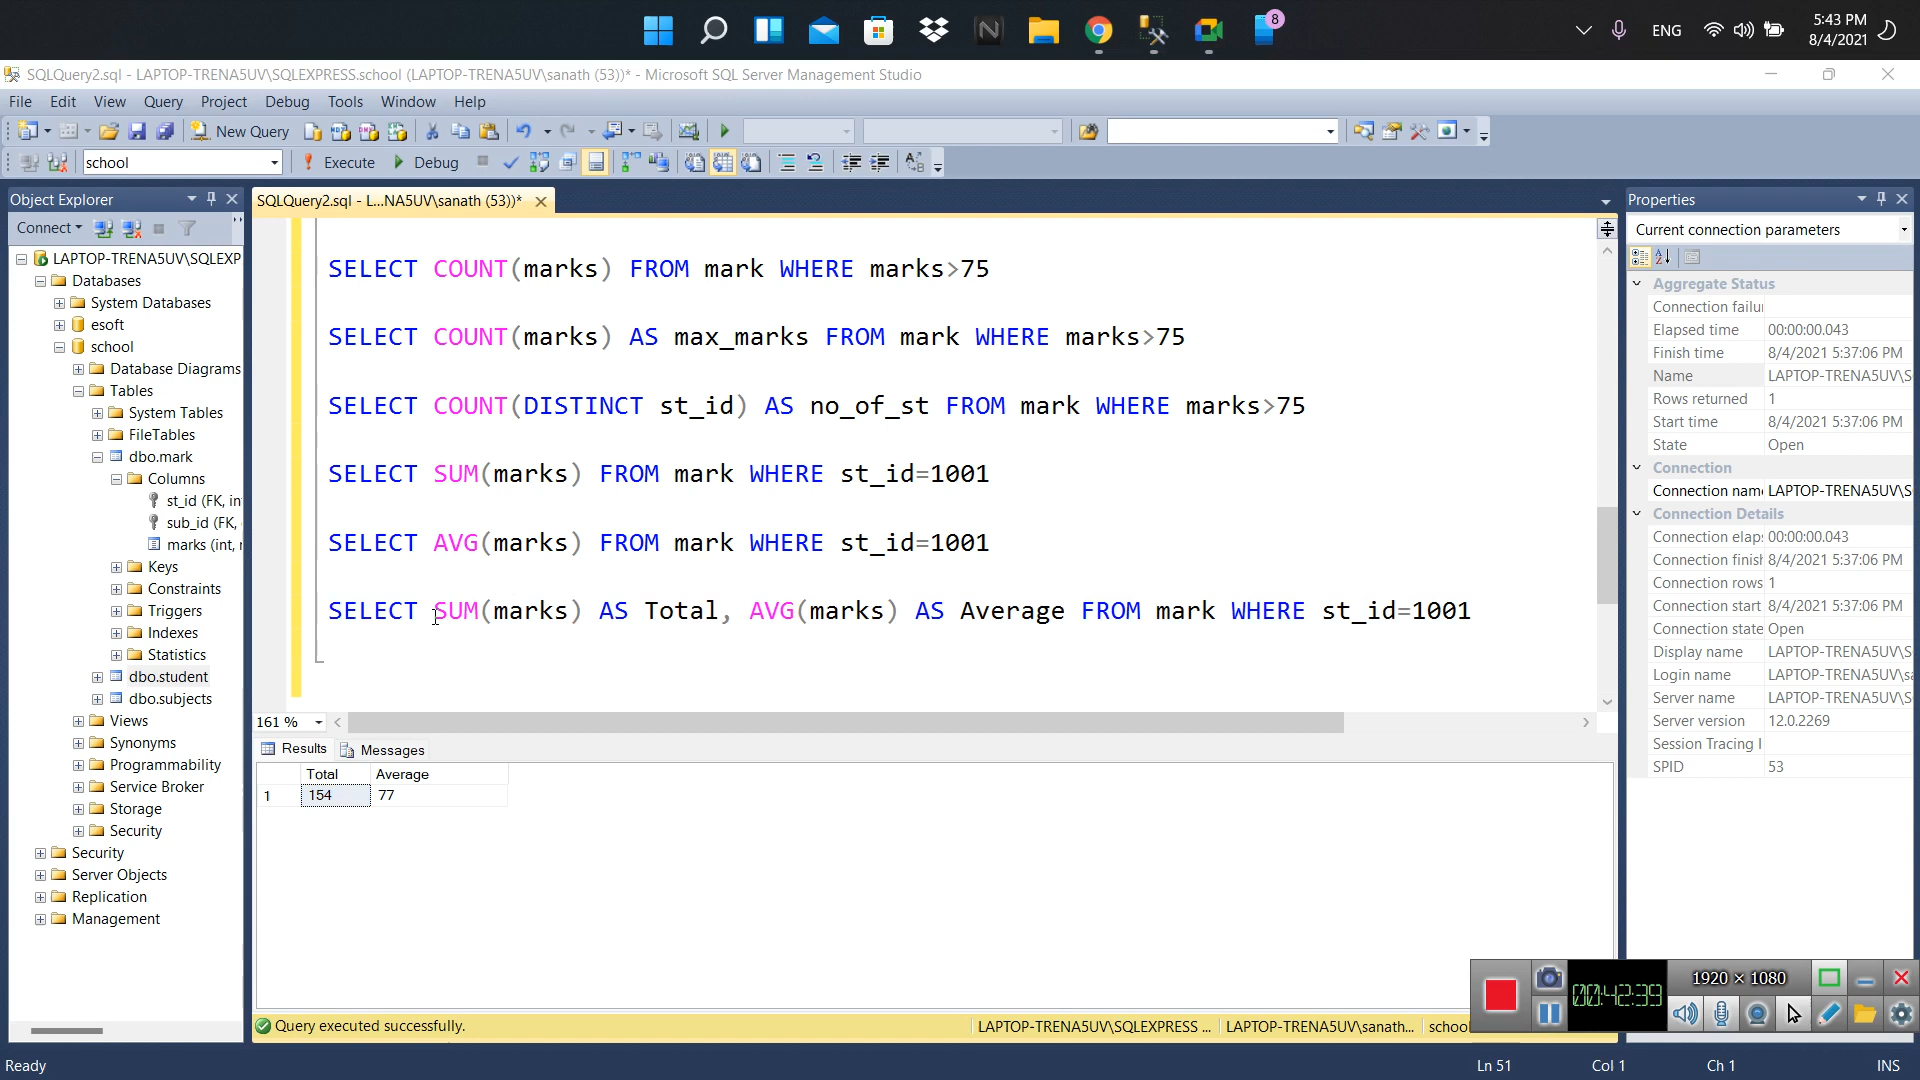 ENG
5:43 PM
8/4/2021
8
SQLQuery2.sql - LAPTOP-TRENA5UV\SQLEXPRESS.school (LAPTOP-TRENA5UV\sanath (53))* - Microsoft SQL Server Management Studio
File Edit View Query Project Debug Tools Window Help
New Query
school Execute Debug
Object Explorer
Connect
LAPTOP-TRENA5UV\SQLEXP
Databases
System Databases
esoft
school
Database Diagrams
Tables
System Tables
FileTables
dbo.mark
Columns
st_id (FK, in
sub_id (FK,
marks (int, n
Keys
Constraints
Triggers
Indexes
Statistics
dbo.student
dbo.subjects
Views
Synonyms
Programmability
Service Broker
Storage
Security
Security
Server Objects
Replication
Management
SQLQuery2.sql - L...NA5UV\sanath (53))*
SELECT COUNT(marks) FROM mark WHERE marks>75
SELECT COUNT(marks) AS max_marks FROM mark WHERE marks>75
SELECT COUNT(DISTINCT st_id) AS no_of_st FROM mark WHERE marks>75
SELECT SUM(marks) FROM mark WHERE st_id=1001
SELECT AVG(marks) FROM mark WHERE st_id=1001
SELECT SUM(marks) AS Total, AVG(marks) AS Average FROM mark WHERE st_id=1001
161 %
Results Messages
Total Average
1 154 77
Query executed successfully. LAPTOP-TRENA5UV\SQLEXPRESS ... LAPTOP-TRENA5UV\sanath... school
Properties
Current connection parameters
Aggregate Status
Connection failu
Elapsed time 00:00:00.043
Finish time 8/4/2021 5:37:06 PM
Name LAPTOP-TRENA5UV\S
Rows returned 1
Start time 8/4/2021 5:37:06 PM
State Open
Connection
Connection name LAPTOP-TRENA5UV\S
Connection Details
Connection elaps 00:00:00.043
Connection finish 8/4/2021 5:37:06 PM
Connection rows 1
Connection start 8/4/2021 5:37:06 PM
Connection state Open
Display name LAPTOP-TRENA5UV\S
Login name LAPTOP-TRENA5UV\sa
Server name LAPTOP-TRENA5UV\S
Server version 12.0.2269
Session Tracing I
SPID 53
1920 × 1080
00:42:39
Ready Ln 51 Col 1 Ch 1 INS